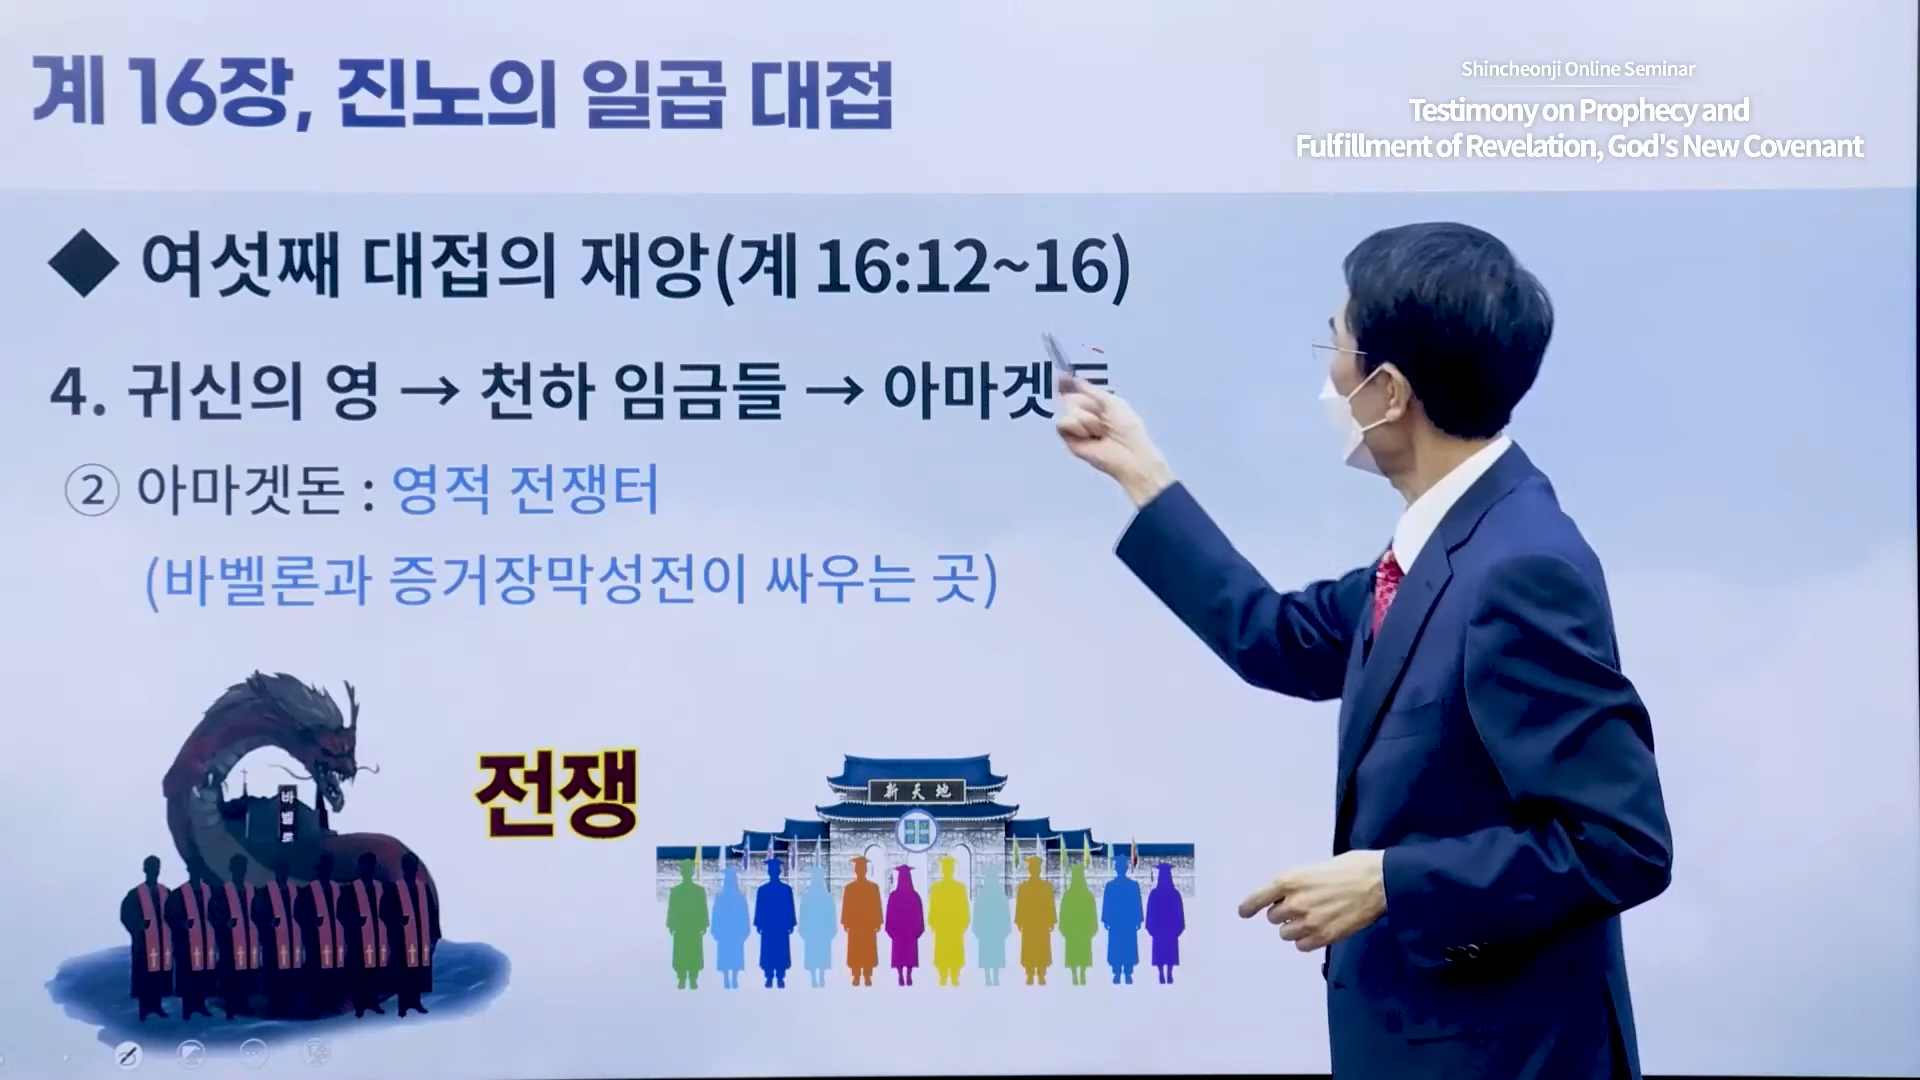 계 16장, 진노의 일곱 대접
Shincheonji Online Seminar
Testimony on Prophecy and
Fulfillment of Revelation, God's New Covenant
◆ 여섯째 대접의 재앙(계 16:12~16)
4. 귀신의 영 → 천하 임금들 → 아마겟돈
② 아마겟돈 : 영적 전쟁터
(바벨론과 증거장막성전이 싸우는 곳)
바벨론
전쟁
新天地